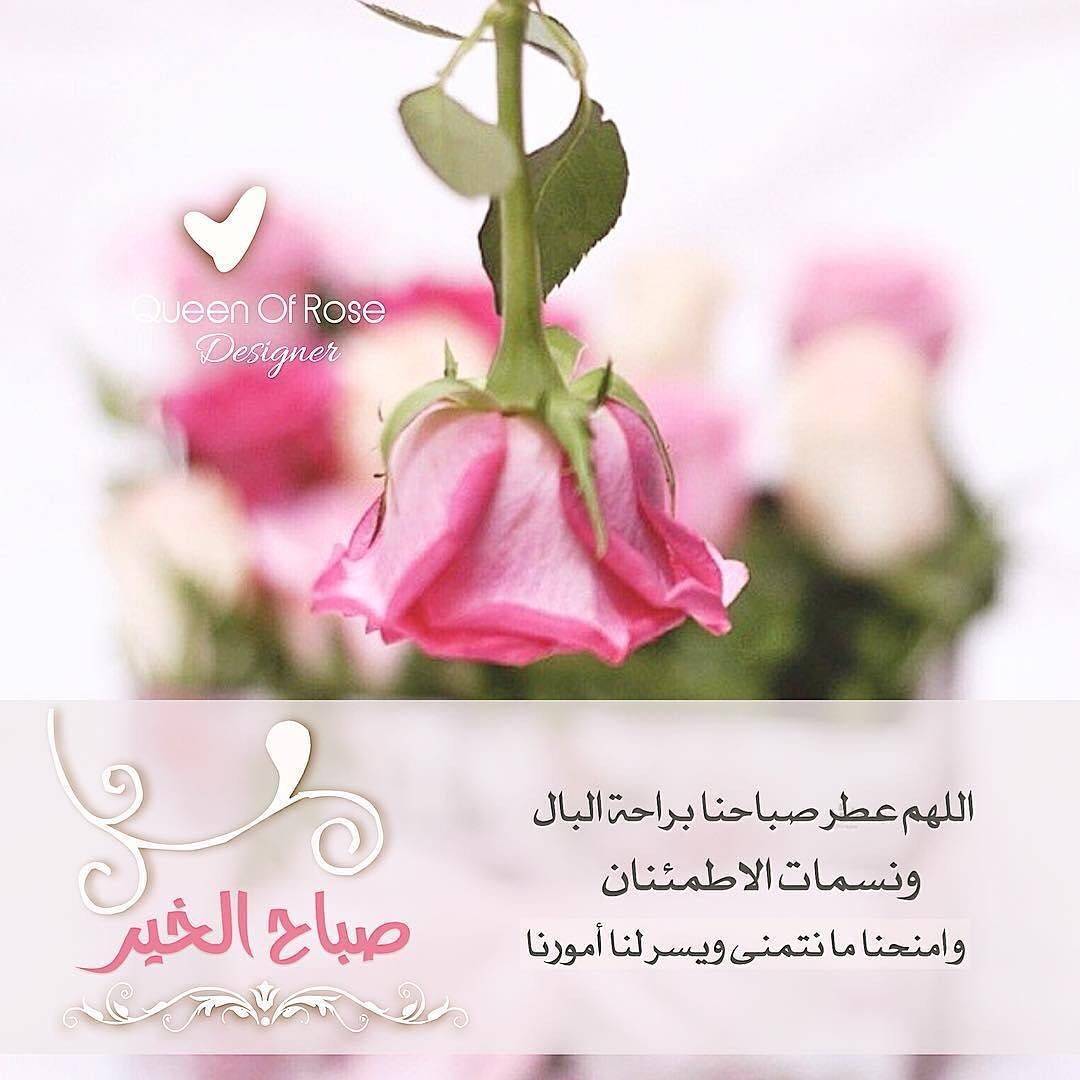 Queen Of Rose
Designer
اللهم عطر صباحنا براحة البال
ونسمات الاطمئنان
وامنحنا ما نتمنى ويسر لنا أمورنا
صباح الخير